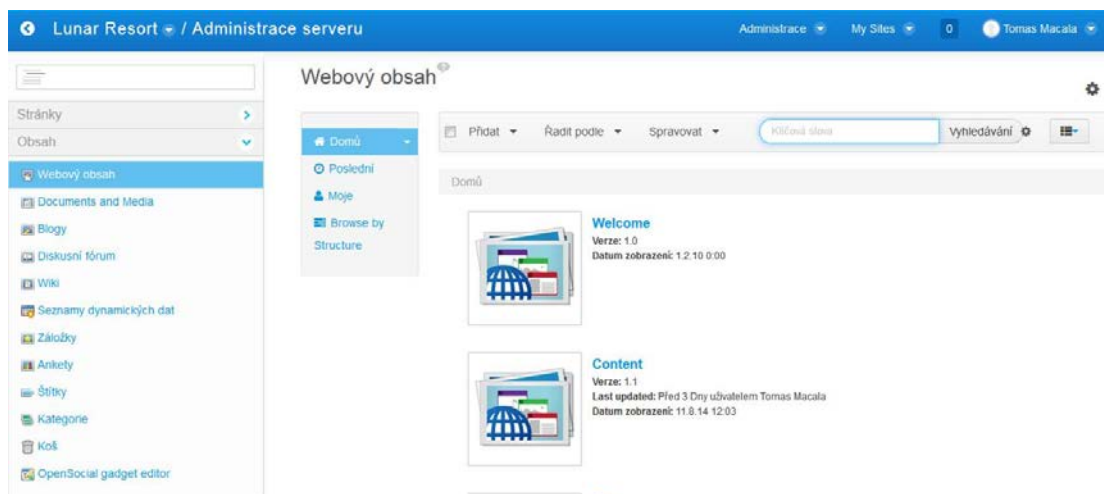 Lunar Resort / Administrace serveru
Administrace
My Sites
0
Tomas Macala
Stránky
Obsah
Webový obsah
Documents and Media
Blogy
Diskusní fórum
Wiki
Seznamy dynamických dat
Záložky
Ankety
Štítky
Kategorie
Koš
OpenSocial gadget editor
Webový obsah
Domů
Poslední
Moje
Browse by
Structure
Přidat
Řadit podle
Spravovat
Klíčová slova
Vyhledávání
Domů
Welcome
Verze: 1.0
Datum zobrazení: 1.2.10 0:00
Content
Verze: 1.1
Last updated: Před 3 Dny uživatelem Tomas Macala
Datum zobrazení: 11.8.14 12:03